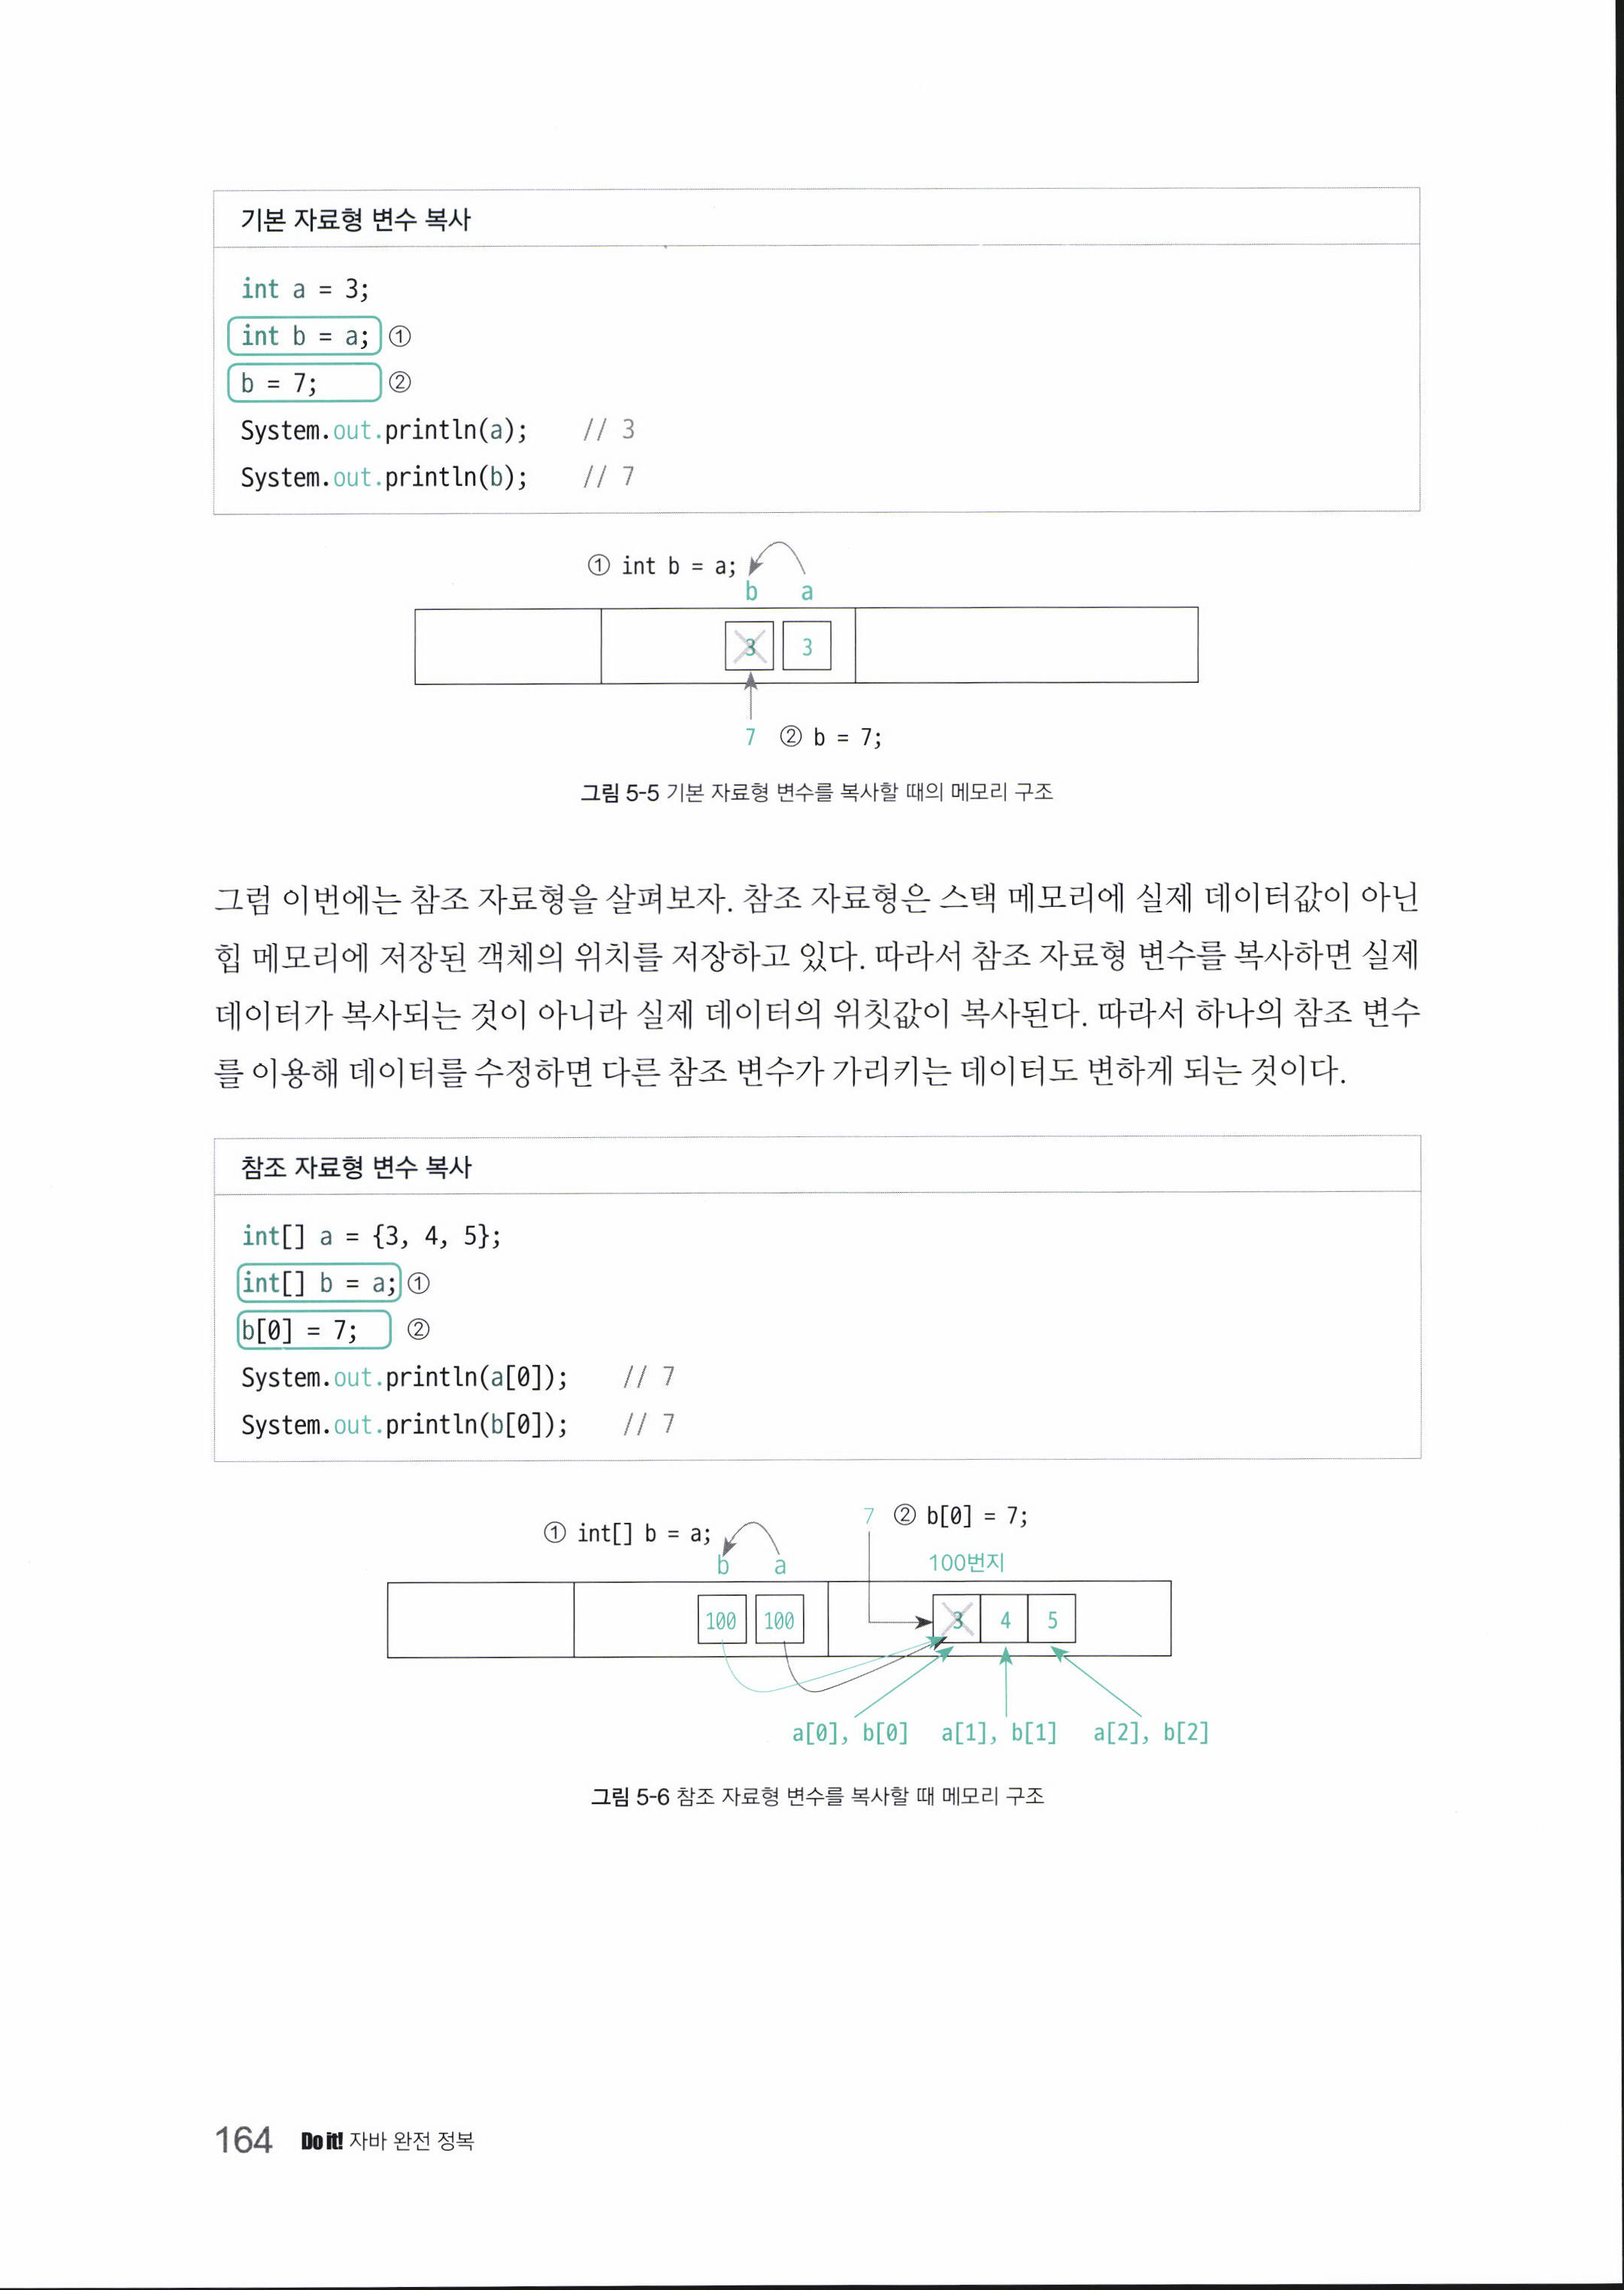 기본 자료형 변수 복사
int a = 3;
int b = a; ①
b = 7; ②
System.out.println(a); // 3
System.out.println(b); // 7
① int b = a;
b a
3 3
7 ② b = 7;
그림 5-5 기본 자료형 변수를 복사할 때의 메모리 구조
그럼 이번에는 참조 자료형을 살펴보자. 참조 자료형은 스택 메모리에 실제 데이터값이 아닌
힙 메모리에 저장된 객체의 위치를 저장하고 있다. 따라서 참조 자료형 변수를 복사하면 실제
데이터가 복사되는 것이 아니라 실제 데이터의 위칫값이 복사된다. 따라서 하나의 참조 변수
를 이용해 데이터를 수정하면 다른 참조 변수가 가리키는 데이터도 변하게 되는 것이다.
참조 자료형 변수 복사
int[] a = {3, 4, 5};
int[] b = a; ①
b[0] = 7; ②
System.out.println(a[0]); // 7
System.out.println(b[0]); // 7
7 ② b[0] = 7;
① int[] b = a;
b a 100번지
100 100 3 4 5
a[0], b[0] a[1], b[1] a[2], b[2]
그림 5-6 참조 자료형 변수를 복사할 때 메모리 구조
164 Do it! 자바 완전 정복